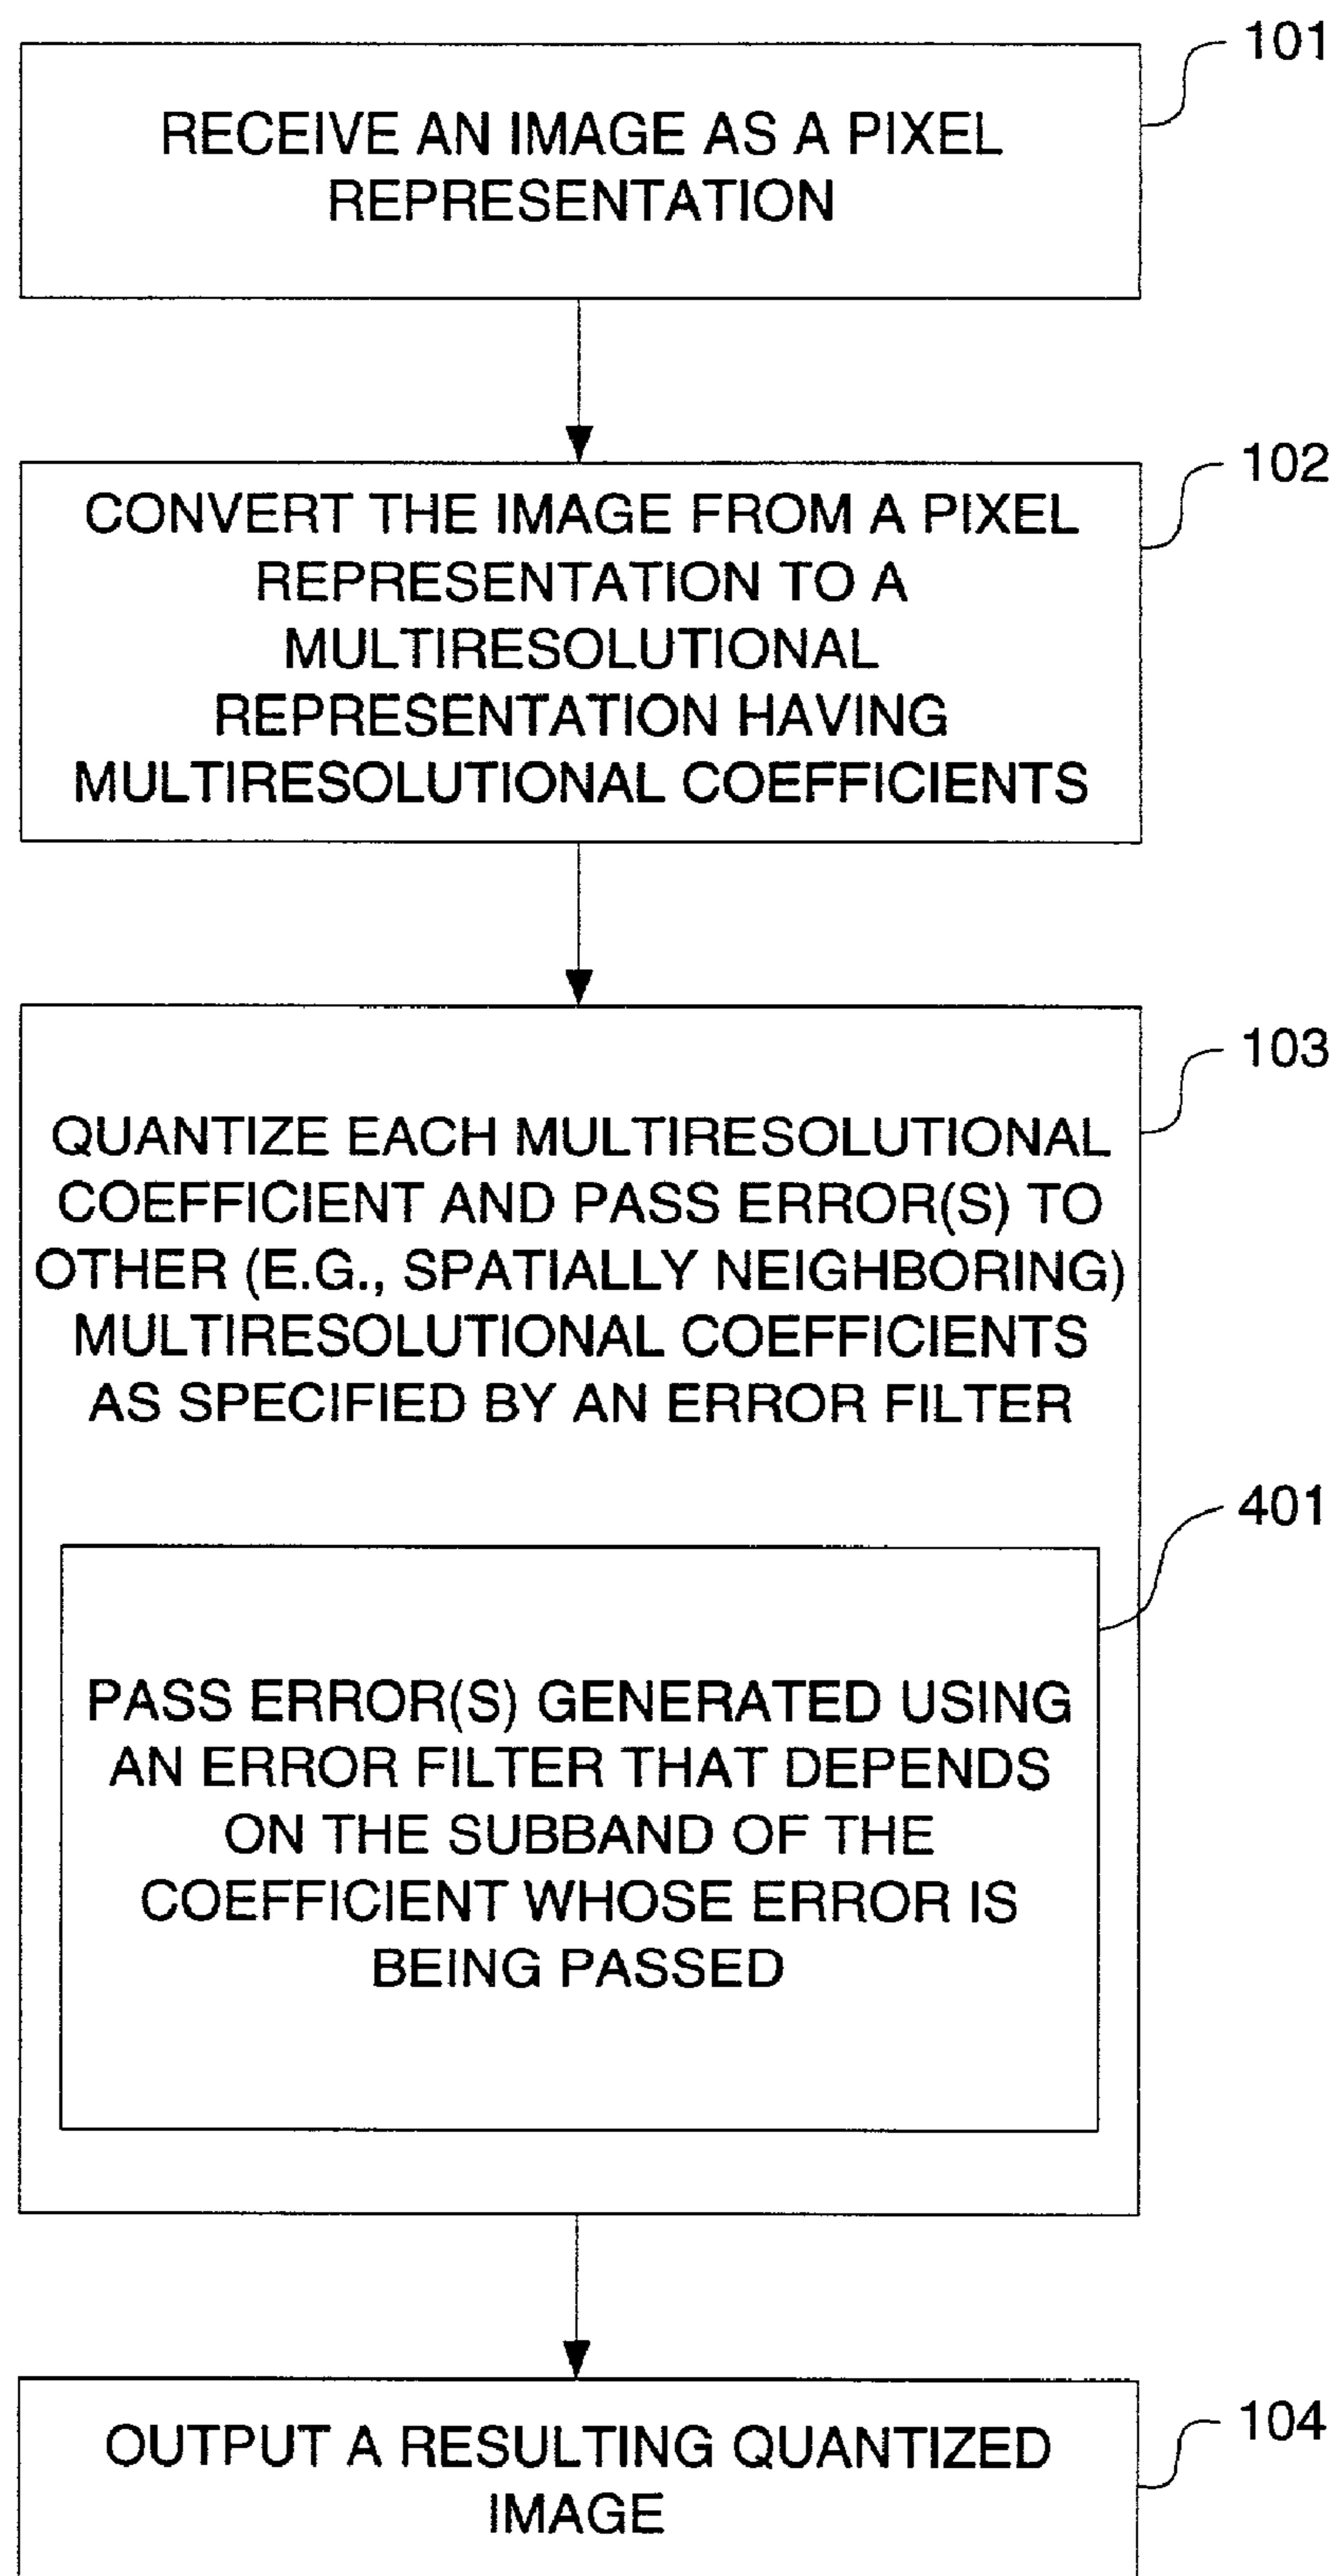 101
RECEIVE AN IMAGE AS A PIXEL
REPRESENTATION
102
CONVERT THE IMAGE FROM A PIXEL
REPRESENTATION TO A
MULTIRESOLUTIONAL
REPRESENTATION HAVING
MULTIRESOLUTIONAL COEFFICIENTS
103
QUANTIZE EACH MULTIRESOLUTIONAL
COEFFICIENT AND PASS ERROR(S) TO
OTHER (E.G., SPATIALLY NEIGHBORING)
MULTIRESOLUTIONAL COEFFICIENTS
AS SPECIFIED BY AN ERROR FILTER
401
PASS ERROR(S) GENERATED USING
AN ERROR FILTER THAT DEPENDS
ON THE SUBBAND OF THE
COEFFICIENT WHOSE ERROR IS
BEING PASSED
104
OUTPUT A RESULTING QUANTIZED
IMAGE